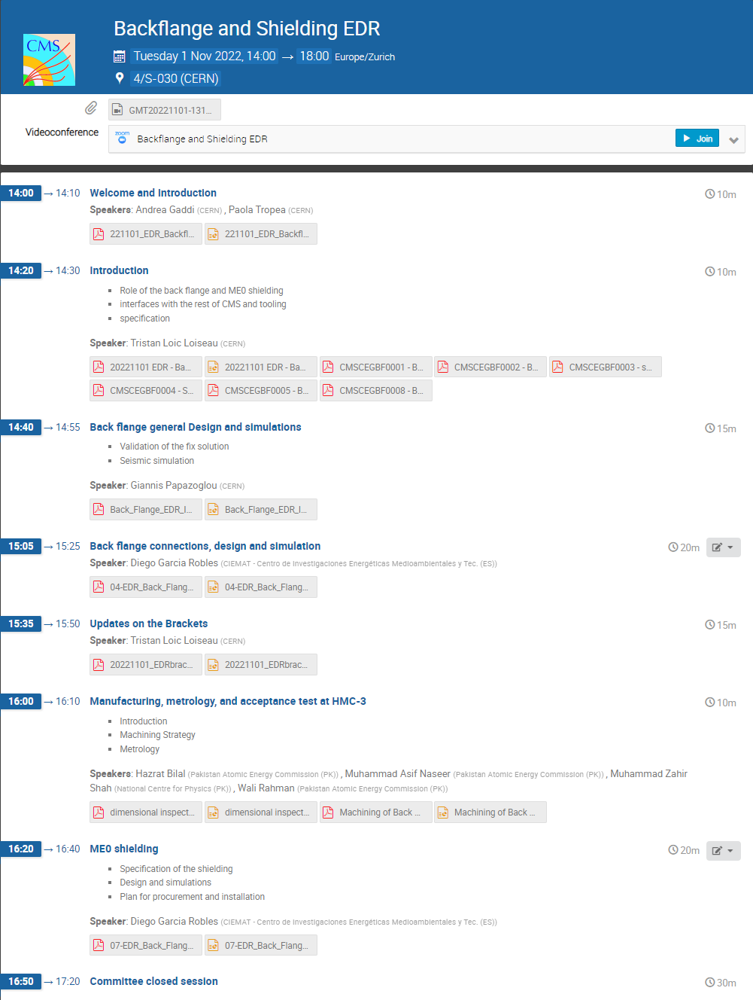 CMS
Backflange and Shielding EDR
Tuesday 1 Nov 2022, 14:00 → 18:00 Europe/Zurich
4/S-030 (CERN)
GMT20221101-131...
Videoconference
zoom Backflange and Shielding EDR Join
14:00 → 14:10 Welcome and Introduction 10m
Speakers: Andrea Gaddi (CERN) , Paola Tropea (CERN)
221101_EDR_Backfl... 221101_EDR_Backfl...
14:20 → 14:30 Introduction 10m
Role of the back flange and ME0 shielding
interfaces with the rest of CMS and tooling
specification
Speaker: Tristan Loic Loiseau (CERN)
20221101 EDR - Ba... 20221101 EDR - Ba... CMSCEGBF0001 - B... CMSCEGBF0002 - B... CMSCEGBF0003 - s...
CMSCEGBF0004 - S... CMSCEGBF0005 - B... CMSCEGBF0008 - B...
14:40 → 14:55 Back flange general Design and simulations 15m
Validation of the fix solution
Seismic simulation
Speaker: Giannis Papazoglou (CERN)
Back_Flange_EDR_I... Back_Flange_EDR_I...
15:05 → 15:25 Back flange connections, design and simulation 20m
Speaker: Diego Garcia Robles (CIEMAT - Centro de Investigaciones Energéticas Medioambientales y Tec. (ES))
04-EDR_Back_Flang... 04-EDR_Back_Flang...
15:35 → 15:50 Updates on the Brackets 15m
Speaker: Tristan Loic Loiseau (CERN)
20221101_EDRbrac... 20221101_EDRbrac...
16:00 → 16:10 Manufacturing, metrology, and acceptance test at HMC-3 10m
Introduction
Machining Strategy
Metrology
Speakers: Hazrat Bilal (Pakistan Atomic Energy Commission (PK)) , Muhammad Asif Naseer (Pakistan Atomic Energy Commission (PK)) , Muhammad Zahir
Shah (National Centre for Physics (PK)) , Wali Rahman (Pakistan Atomic Energy Commission (PK))
dimensional inspect... dimensional inspect... Machining of Back ... Machining of Back ...
16:20 → 16:40 ME0 shielding 20m
Specification of the shielding
Design and simulations
Plan for procurement and installation
Speaker: Diego Garcia Robles (CIEMAT - Centro de Investigaciones Energéticas Medioambientales y Tec. (ES))
07-EDR_Back_Flang... 07-EDR_Back_Flang...
16:50 → 17:20 Committee closed session 30m